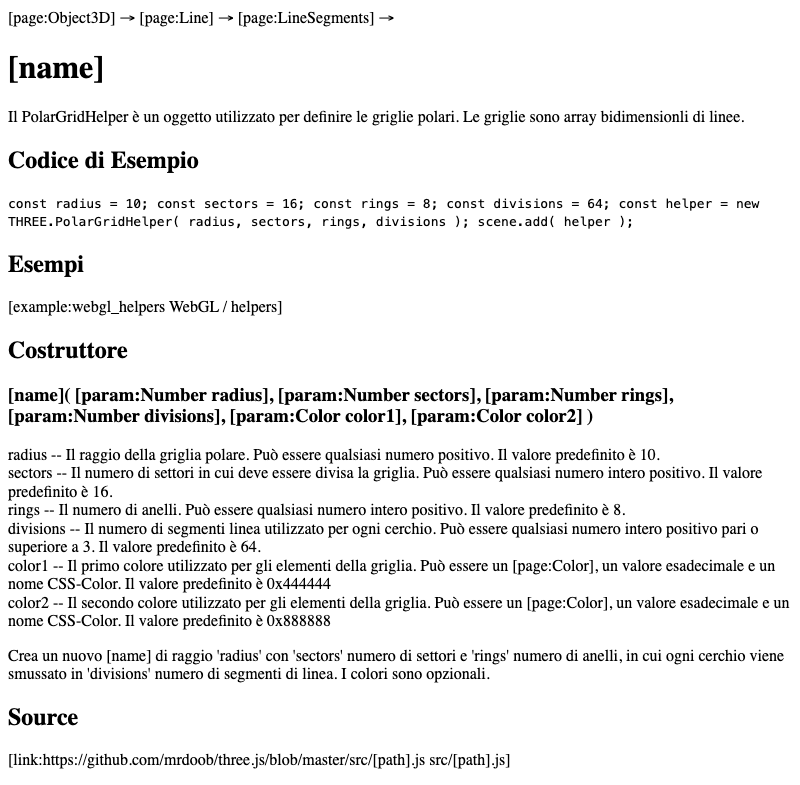 [page:Object3D] → [page:Line] → [page:LineSegments] →
[name]
Il PolarGridHelper è un oggetto utilizzato per definire le griglie polari. Le griglie sono array bidimensionli di linee.
Codice di Esempio
const radius = 10; const sectors = 16; const rings = 8; const divisions = 64; const helper = new
THREE.PolarGridHelper( radius, sectors, rings, divisions ); scene.add( helper );
Esempi
[example:webgl_helpers WebGL / helpers]
Costruttore
[name]( [param:Number radius], [param:Number sectors], [param:Number rings],
[param:Number divisions], [param:Color color1], [param:Color color2] )
radius -- Il raggio della griglia polare. Può essere qualsiasi numero positivo. Il valore predefinito è 10.
sectors -- Il numero di settori in cui deve essere divisa la griglia. Può essere qualsiasi numero intero positivo. Il valore
predefinito è 16.
rings -- Il numero di anelli. Può essere qualsiasi numero intero positivo. Il valore predefinito è 8.
divisions -- Il numero di segmenti linea utilizzato per ogni cerchio. Può essere qualsiasi numero intero positivo pari o
superiore a 3. Il valore predefinito è 64.
color1 -- Il primo colore utilizzato per gli elementi della griglia. Può essere un [page:Color], un valore esadecimale e un
nome CSS-Color. Il valore predefinito è 0x444444
color2 -- Il secondo colore utilizzato per gli elementi della griglia. Può essere un [page:Color], un valore esadecimale e un
nome CSS-Color. Il valore predefinito è 0x888888
Crea un nuovo [name] di raggio 'radius' con 'sectors' numero di settori e 'rings' numero di anelli, in cui ogni cerchio viene
smussato in 'divisions' numero di segmenti di linea. I colori sono opzionali.
Source
[link:https://github.com/mrdoob/three.js/blob/master/src/[path].js src/[path].js]